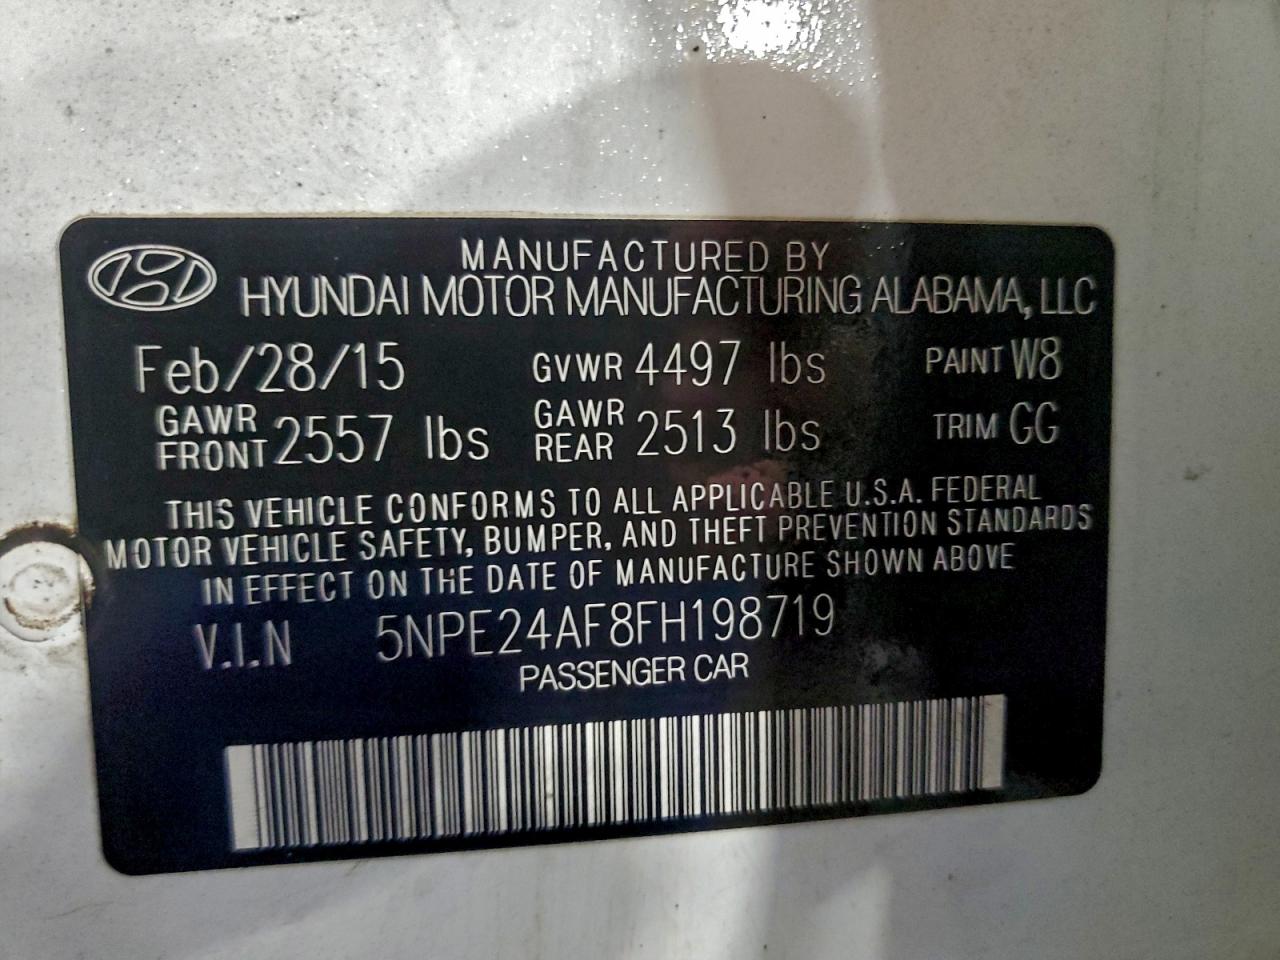 MANUFACTURED BY
HYUNDAI MOTOR MANUFACTURING ALABAMA, LLC
Feb/28/15 GVWR 4497 lbs PAINT W8
GAWR FRONT 2557 lbs GAWR REAR 2513 lbs TRIM GG
THIS VEHICLE CONFORMS TO ALL APPLICABLE U.S.A. FEDERAL
MOTOR VEHICLE SAFETY, BUMPER, AND THEFT PREVENTION STANDARDS
IN EFFECT ON THE DATE OF MANUFACTURE SHOWN ABOVE
V.I.N 5NPE24AF8FH198719
PASSENGER CAR